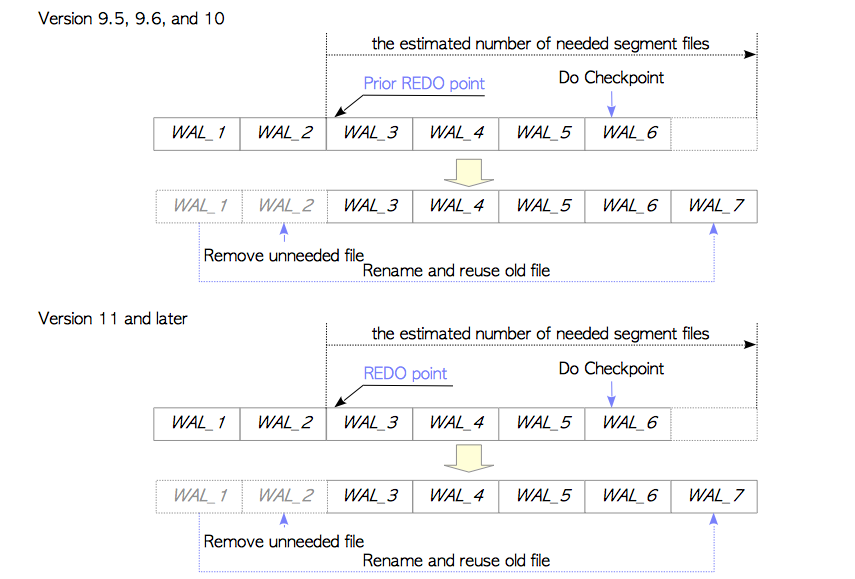 Version 9.5, 9.6, and 10
the estimated number of needed segment files
Prior REDO point
Do Checkpoint
WAL_1 WAL_2 WAL_3 WAL_4 WAL_5 WAL_6
WAL_1 WAL_2 WAL_3 WAL_4 WAL_5 WAL_6 WAL_7
Remove unneeded file
Rename and reuse old file
Version 11 and later
the estimated number of needed segment files
REDO point
Do Checkpoint
WAL_1 WAL_2 WAL_3 WAL_4 WAL_5 WAL_6
WAL_1 WAL_2 WAL_3 WAL_4 WAL_5 WAL_6 WAL_7
Remove unneeded file
Rename and reuse old file